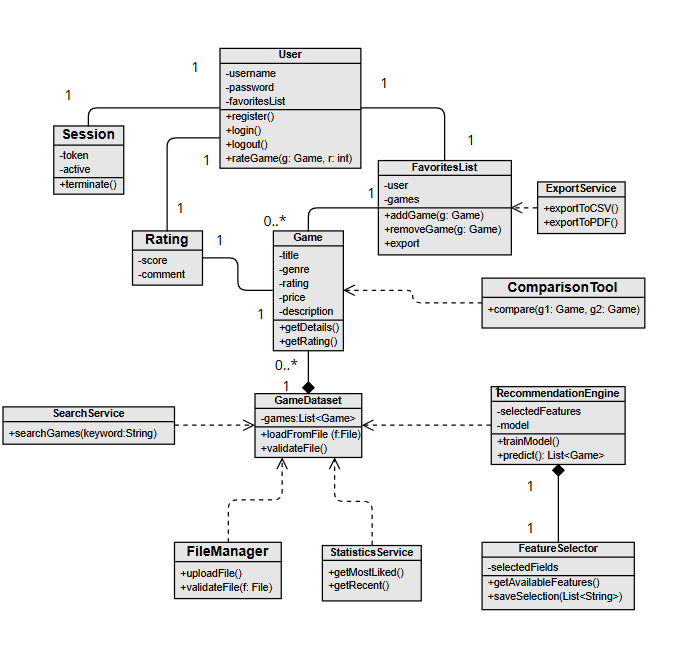 User
-username
-password
-favoritesList
+register()
+login()
+logout()
+rateGame(g: Game, r: int)
1
1
1
1
Session
-token
-active
+terminate()
1
1
FavoritesList
-user
-games
+addGame(g: Game)
+removeGame(g: Game)
+export
ExportService
+exportToCSV()
+exportToPDF()
1
1
0..*
Rating
-score
-comment
1
1
Game
-title
-genre
-rating
-price
-description
+getDetails()
+getRating()
ComparisonTool
+compare(g1: Game, g2: Game)
0..*
1
GameDataset
-games:List<Game>
+loadFromFile (f:File)
+validateFile()
SearchService
+searchGames(keyword:String)
RecommendationEngine
-selectedFeatures
-model
+trainModel()
+predict(): List<Game>
1
1
FileManager
+uploadFile()
+validateFile(f: File)
StatisticsService
+getMostLiked()
+getRecent()
FeatureSelector
-selectedFields
+getAvailableFeatures()
+saveSelection(List<String>)